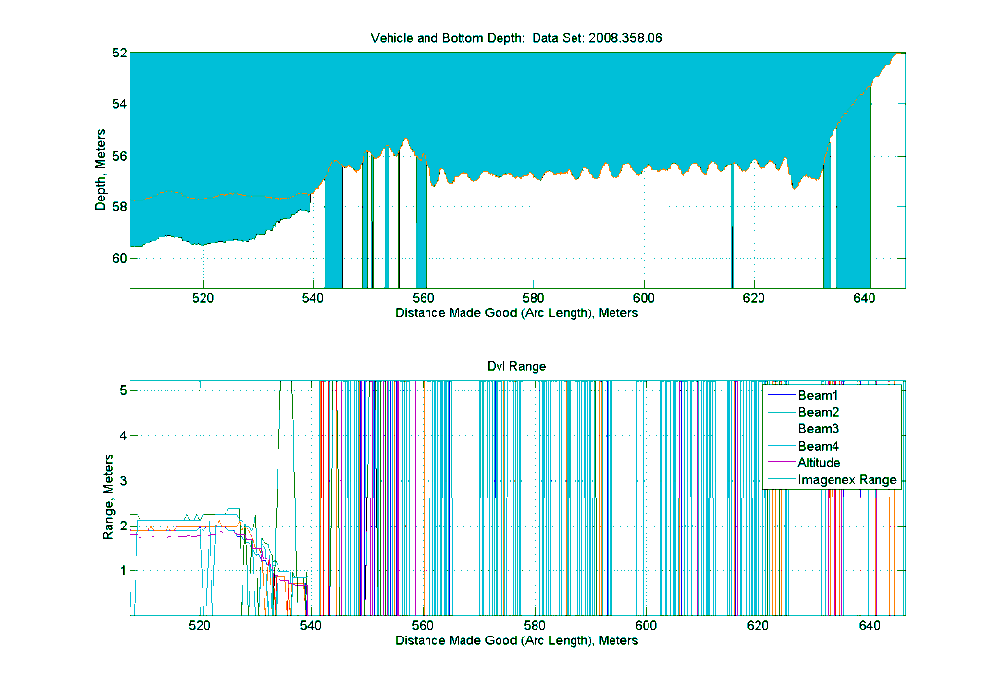 Vehicle and Bottom Depth: Data Set: 2008.358.06
52
54
56
58
60
Depth, Meters
520 540 560 580 600 620 640
Distance Made Good (Arc Length), Meters
Dvl Range
5
4
3
2
1
Range, Meters
Beam1
Beam2
Beam3
Beam4
Altitude
Imagenex Range
520 540 560 580 600 620 640
Distance Made Good (Arc Length), Meters